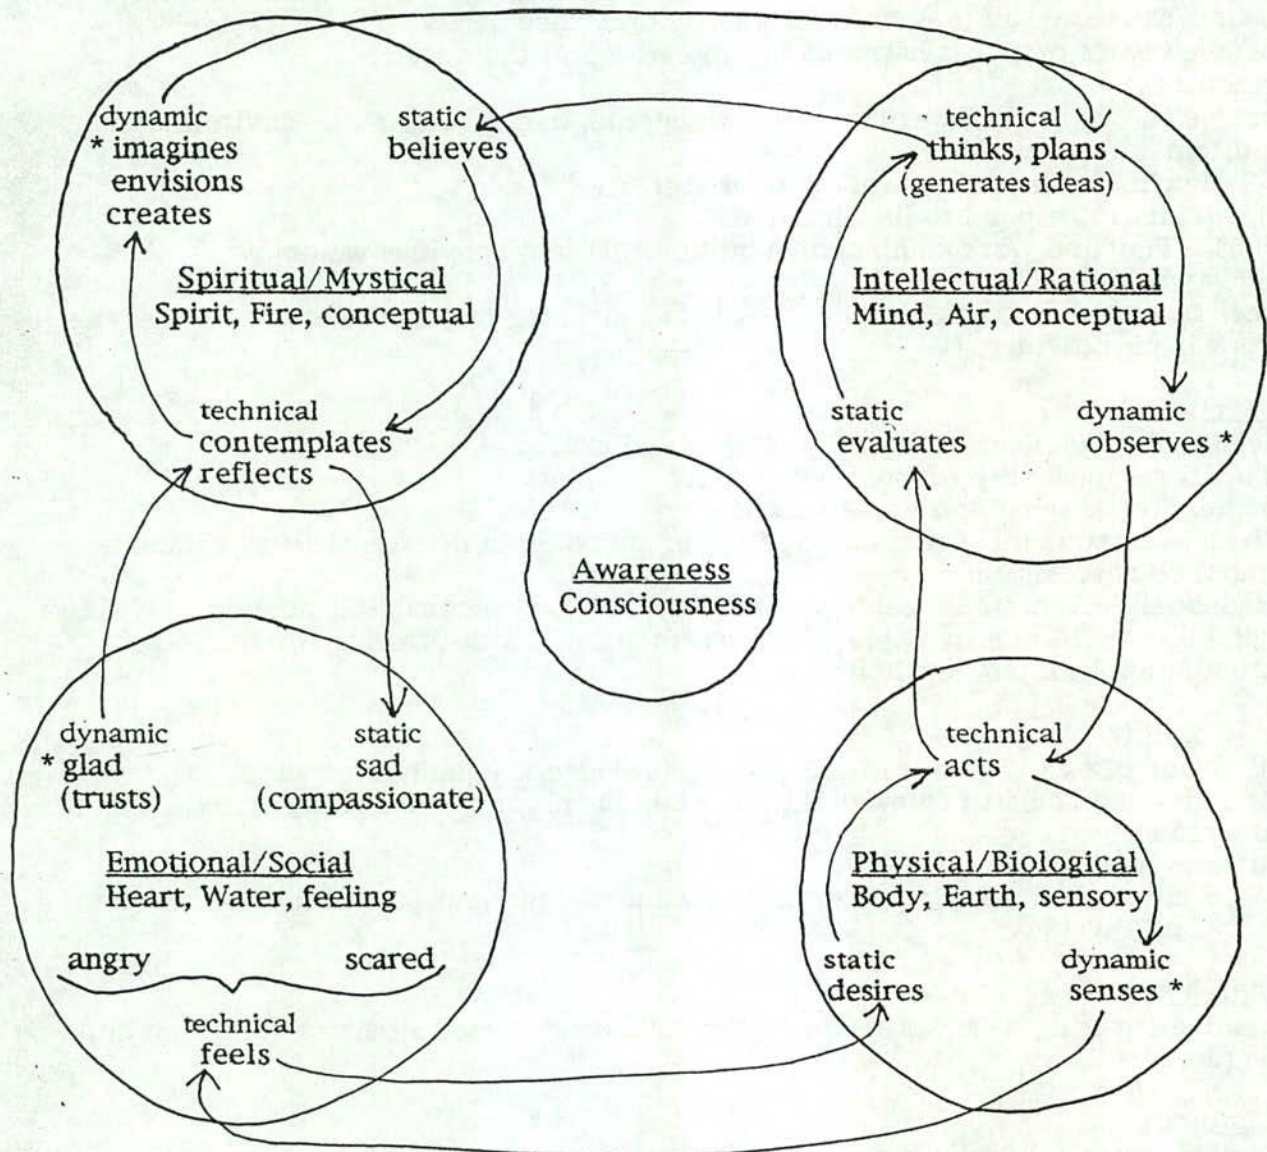 dynamic
* imagines
envisions
creates
static
believes
Spiritual/Mystical
Spirit, Fire, conceptual
technical
contemplates
reflects
technical
thinks, plans
(generates ideas)
Intellectual/Rational
Mind, Air, conceptual
static
evaluates
dynamic
observes *
Awareness
Consciousness
dynamic
* glad
(trusts)
static
sad
(compassionate)
Emotional/Social
Heart, Water, feeling
angry
scared
technical
feels
technical
acts
Physical/Biological
Body, Earth, sensory
static
desires
dynamic
senses *